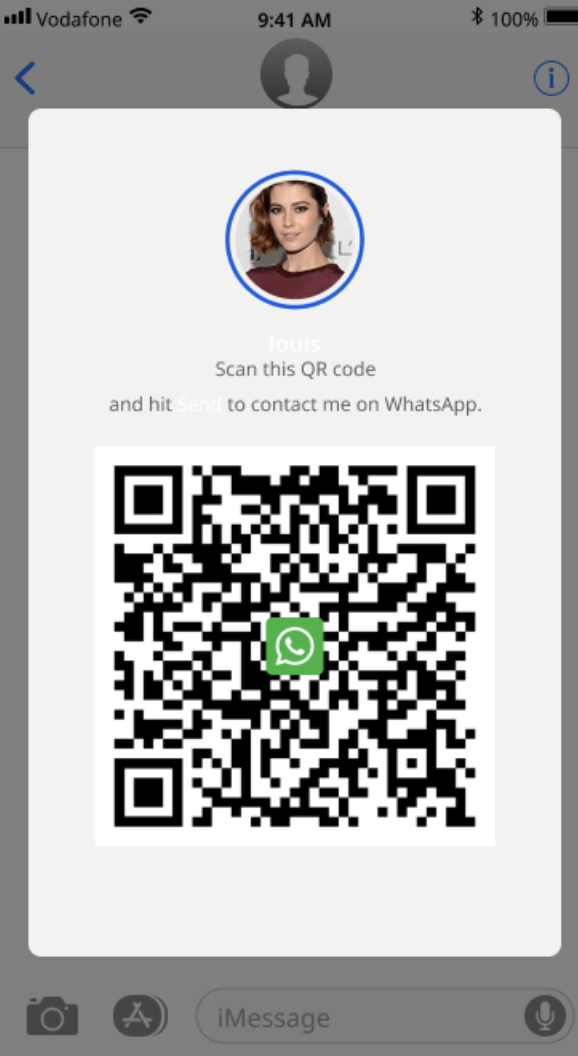 Vodafone 9:41 AM 100%
louis
Scan this QR code
and hit Send to contact me on WhatsApp.
iMessage